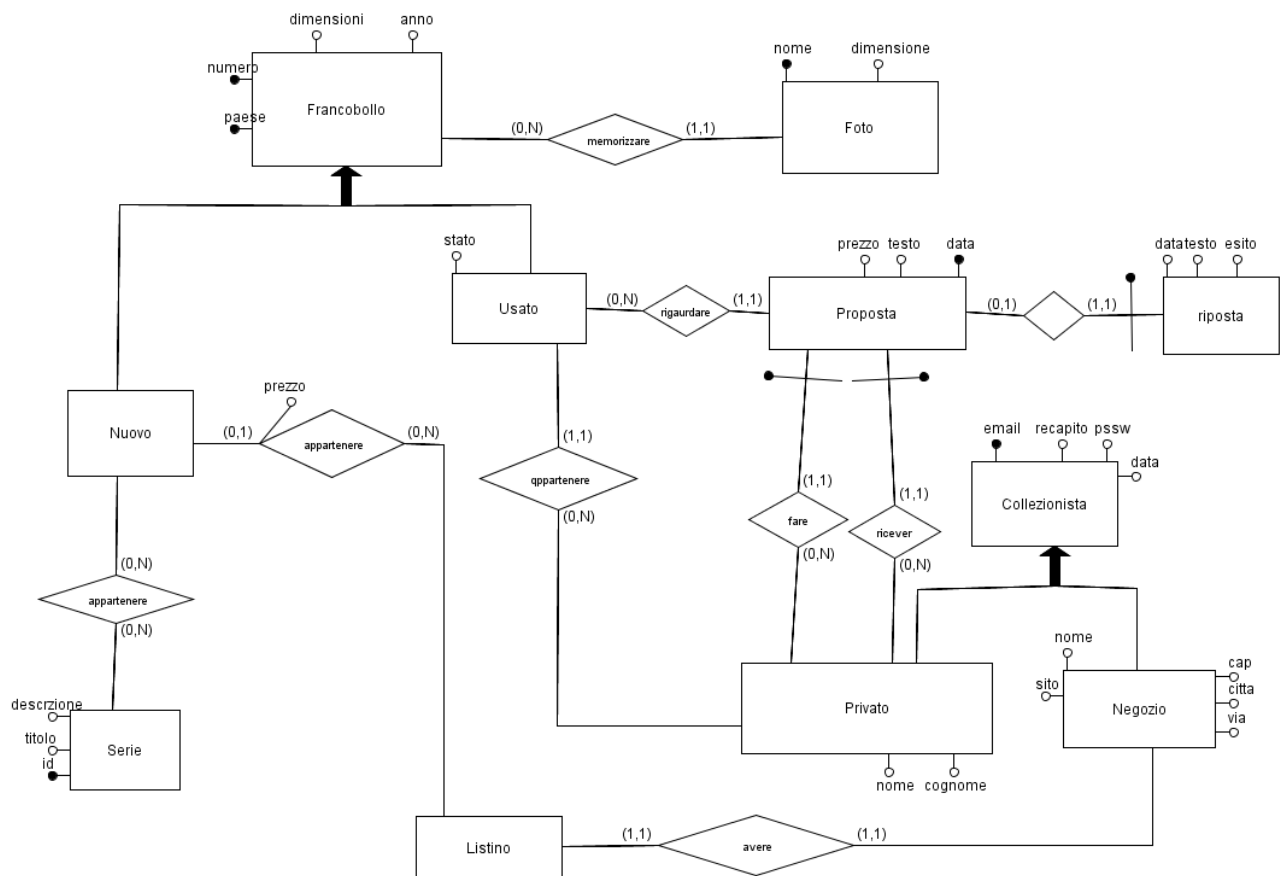 dimensioni anno
numero
paese
Francobollo
(0,N)
memorizzare
(1,1)
nome dimensione
Foto
stato
Usato
(0,N)
rigaurdare
(1,1)
prezzo testo data
Proposta
(0,1)
(1,1)
data testo esito
riposta
Nuovo
(0,1)
prezzo
appartenere
(0,N)
(1,1)
qppartenere
(0,N)
(1,1)
fare
(0,N)
(1,1)
ricever
(0,N)
email recapito pssw
data
Collezionista
(0,N)
appartenere
(0,N)
descrzione
titolo
id
Serie
Privato
nome cognome
nome
sito
cap
citta
via
Negozio
Listino
(1,1)
avere
(1,1)